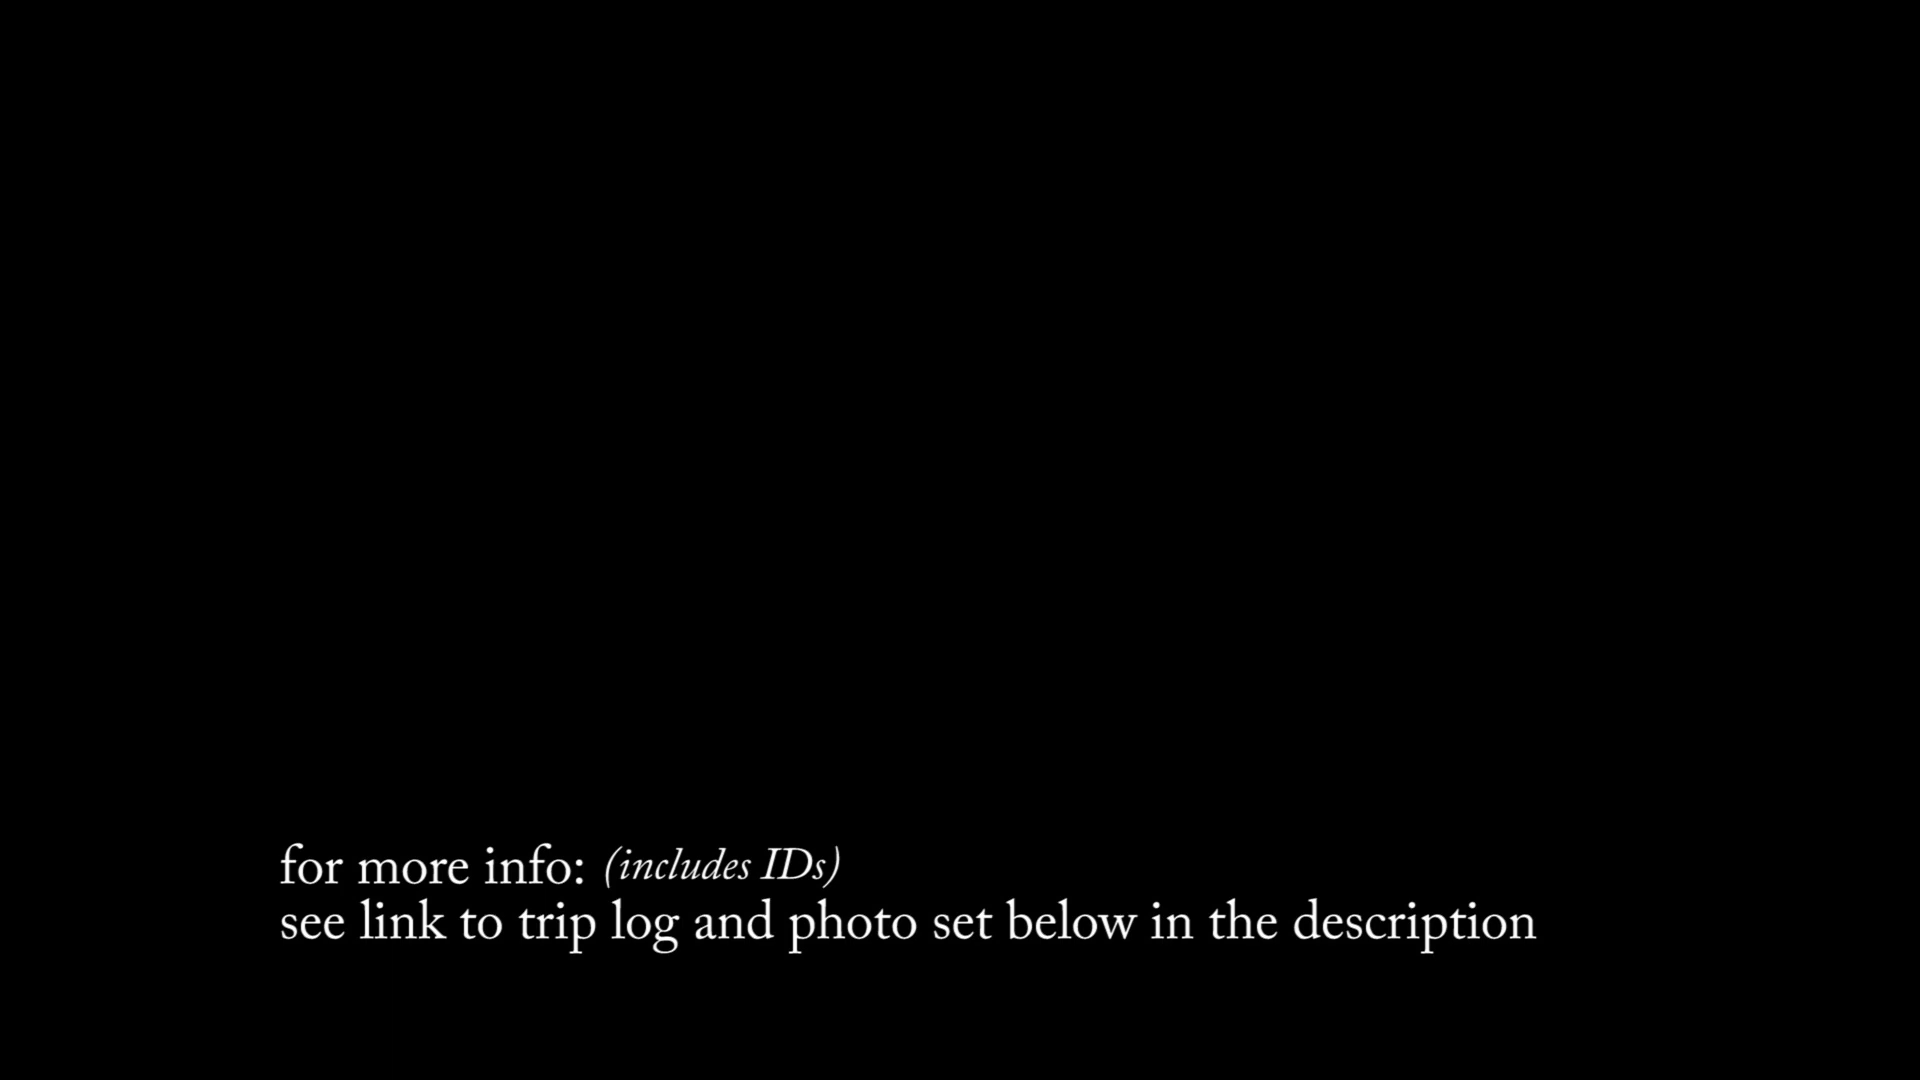 for more info: (includes IDs)
see link to trip log and photo set below in the description